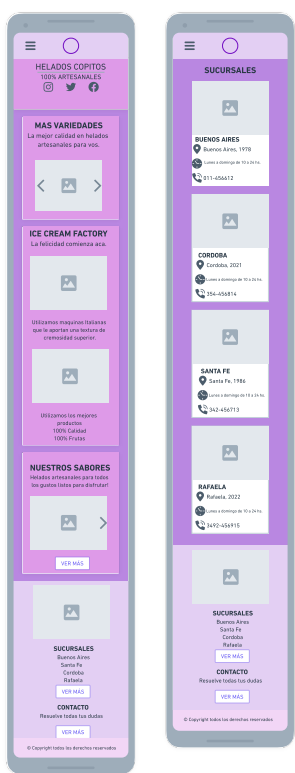 HELADOS COPITOS
100% ARTESANALES
MAS VARIEDADES
La mejor calidad en helados
artesanales para vos.
ICE CREAM FACTORY
La felicidad comienza aca.
Utilizamos maquinas italianas
que le aportan una textura de
cremosidad superior.
Utilizamos los mejores
productos
100% Calidad
100% Frutas
NUESTROS SABORES
Helados artesanales para todos
los gustos listos para disfrutar!
VER MÁS
SUCURSALES
Buenos Aires
Santa Fe
Cordoba
Rafaela
VER MÁS
CONTACTO
Resuelve todas tus dudas
VER MÁS
© Copyright todos los derechos reservados
SUCURSALES
BUENOS AIRES
Buenos Aires, 1978
Lunes a domingo de 10 a 24 hs.
011-456612
CORDOBA
Cordoba, 2021
Lunes a domingo de 10 a 24 hs.
354-456814
SANTA FE
Santa Fe, 1986
Lunes a domingo de 10 a 24 hs.
342-456713
RAFAELA
Rafaela, 2022
Lunes a domingo de 10 a 24 hs.
3492-456915
SUCURSALES
Buenos Aires
Santa Fe
Cordoba
Rafaela
VER MÁS
CONTACTO
Resuelve todas tus dudas
VER MÁS
© Copyright todos los derechos reservados